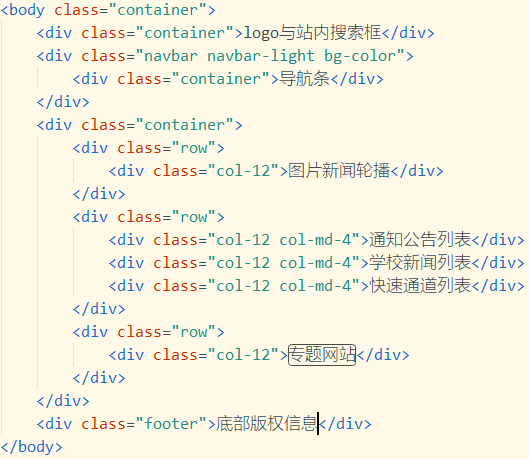 <body class="container">
    <div class="container">logo与站内搜索框</div>
    <div class="navbar navbar-light bg-color">
        <div class="container">导航条</div>
    </div>
    <div class="container">
        <div class="row">
            <div class="col-12">图片新闻轮播</div>
        </div>
        <div class="row">
            <div class="col-12 col-md-4">通知公告列表</div>
            <div class="col-12 col-md-4">学校新闻列表</div>
            <div class="col-12 col-md-4">快速通道列表</div>
        </div>
        <div class="row">
            <div class="col-12">专题网站</div>
        </div>
    </div>
    <div class="footer">底部版权信息</div>
</body>